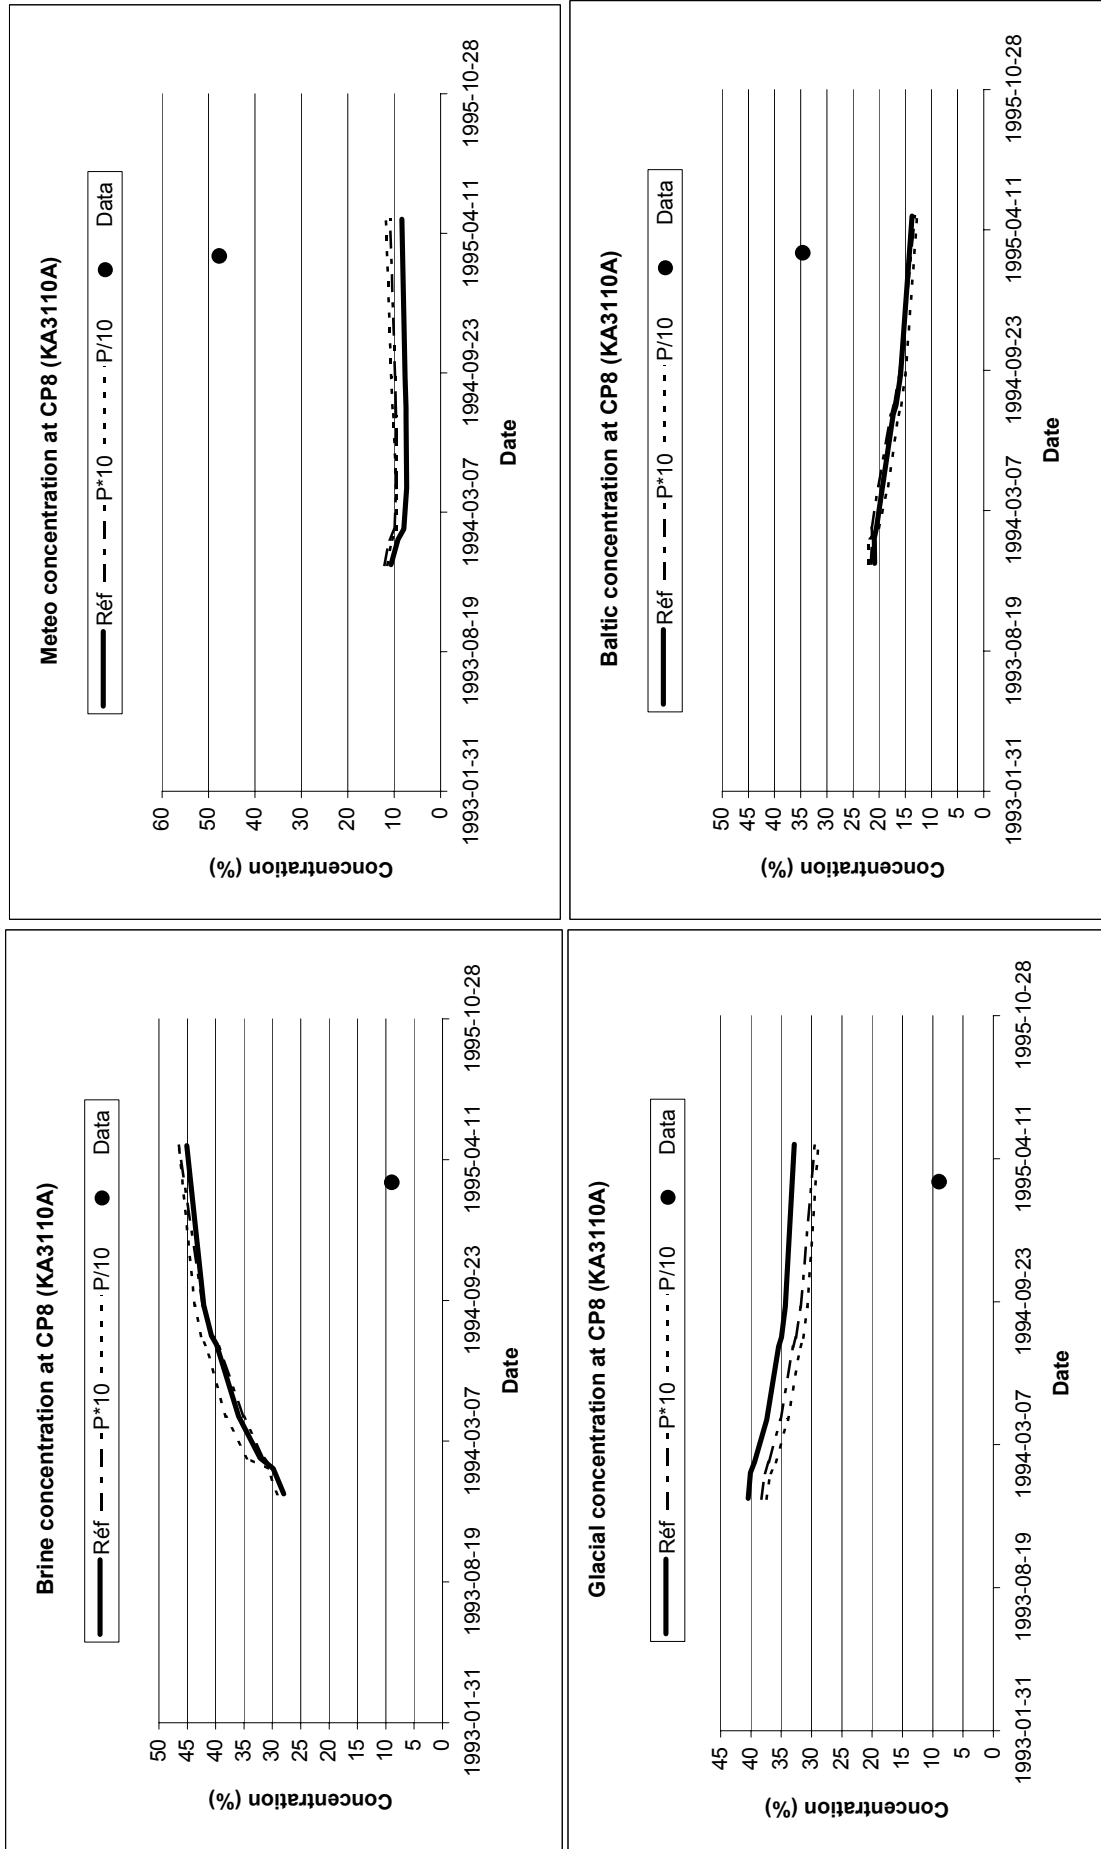 Brine concentration at CP8 (KA3110A)
Réf P*10 P/10 Data
50
45
40
35
30
25
20
15
10
5
0
Concentration (%)
1993-01-31 1993-08-19 1994-03-07 1994-09-23 1995-04-11 1995-10-28
Date
Meteo concentration at CP8 (KA3110A)
Réf P*10 P/10 Data
60
50
40
30
20
10
0
Concentration (%)
1993-01-31 1993-08-19 1994-03-07 1994-09-23 1995-04-11 1995-10-28
Date
Glacial concentration at CP8 (KA3110A)
Réf P*10 P/10 Data
45
40
35
30
25
20
15
10
5
0
Concentration (%)
1993-01-31 1993-08-19 1994-03-07 1994-09-23 1995-04-11 1995-10-28
Date
Baltic concentration at CP8 (KA3110A)
Réf P*10 P/10 Data
50
45
40
35
30
25
20
15
10
5
0
Concentration (%)
1993-01-31 1993-08-19 1994-03-07 1994-09-23 1995-04-11 1995-10-28
Date